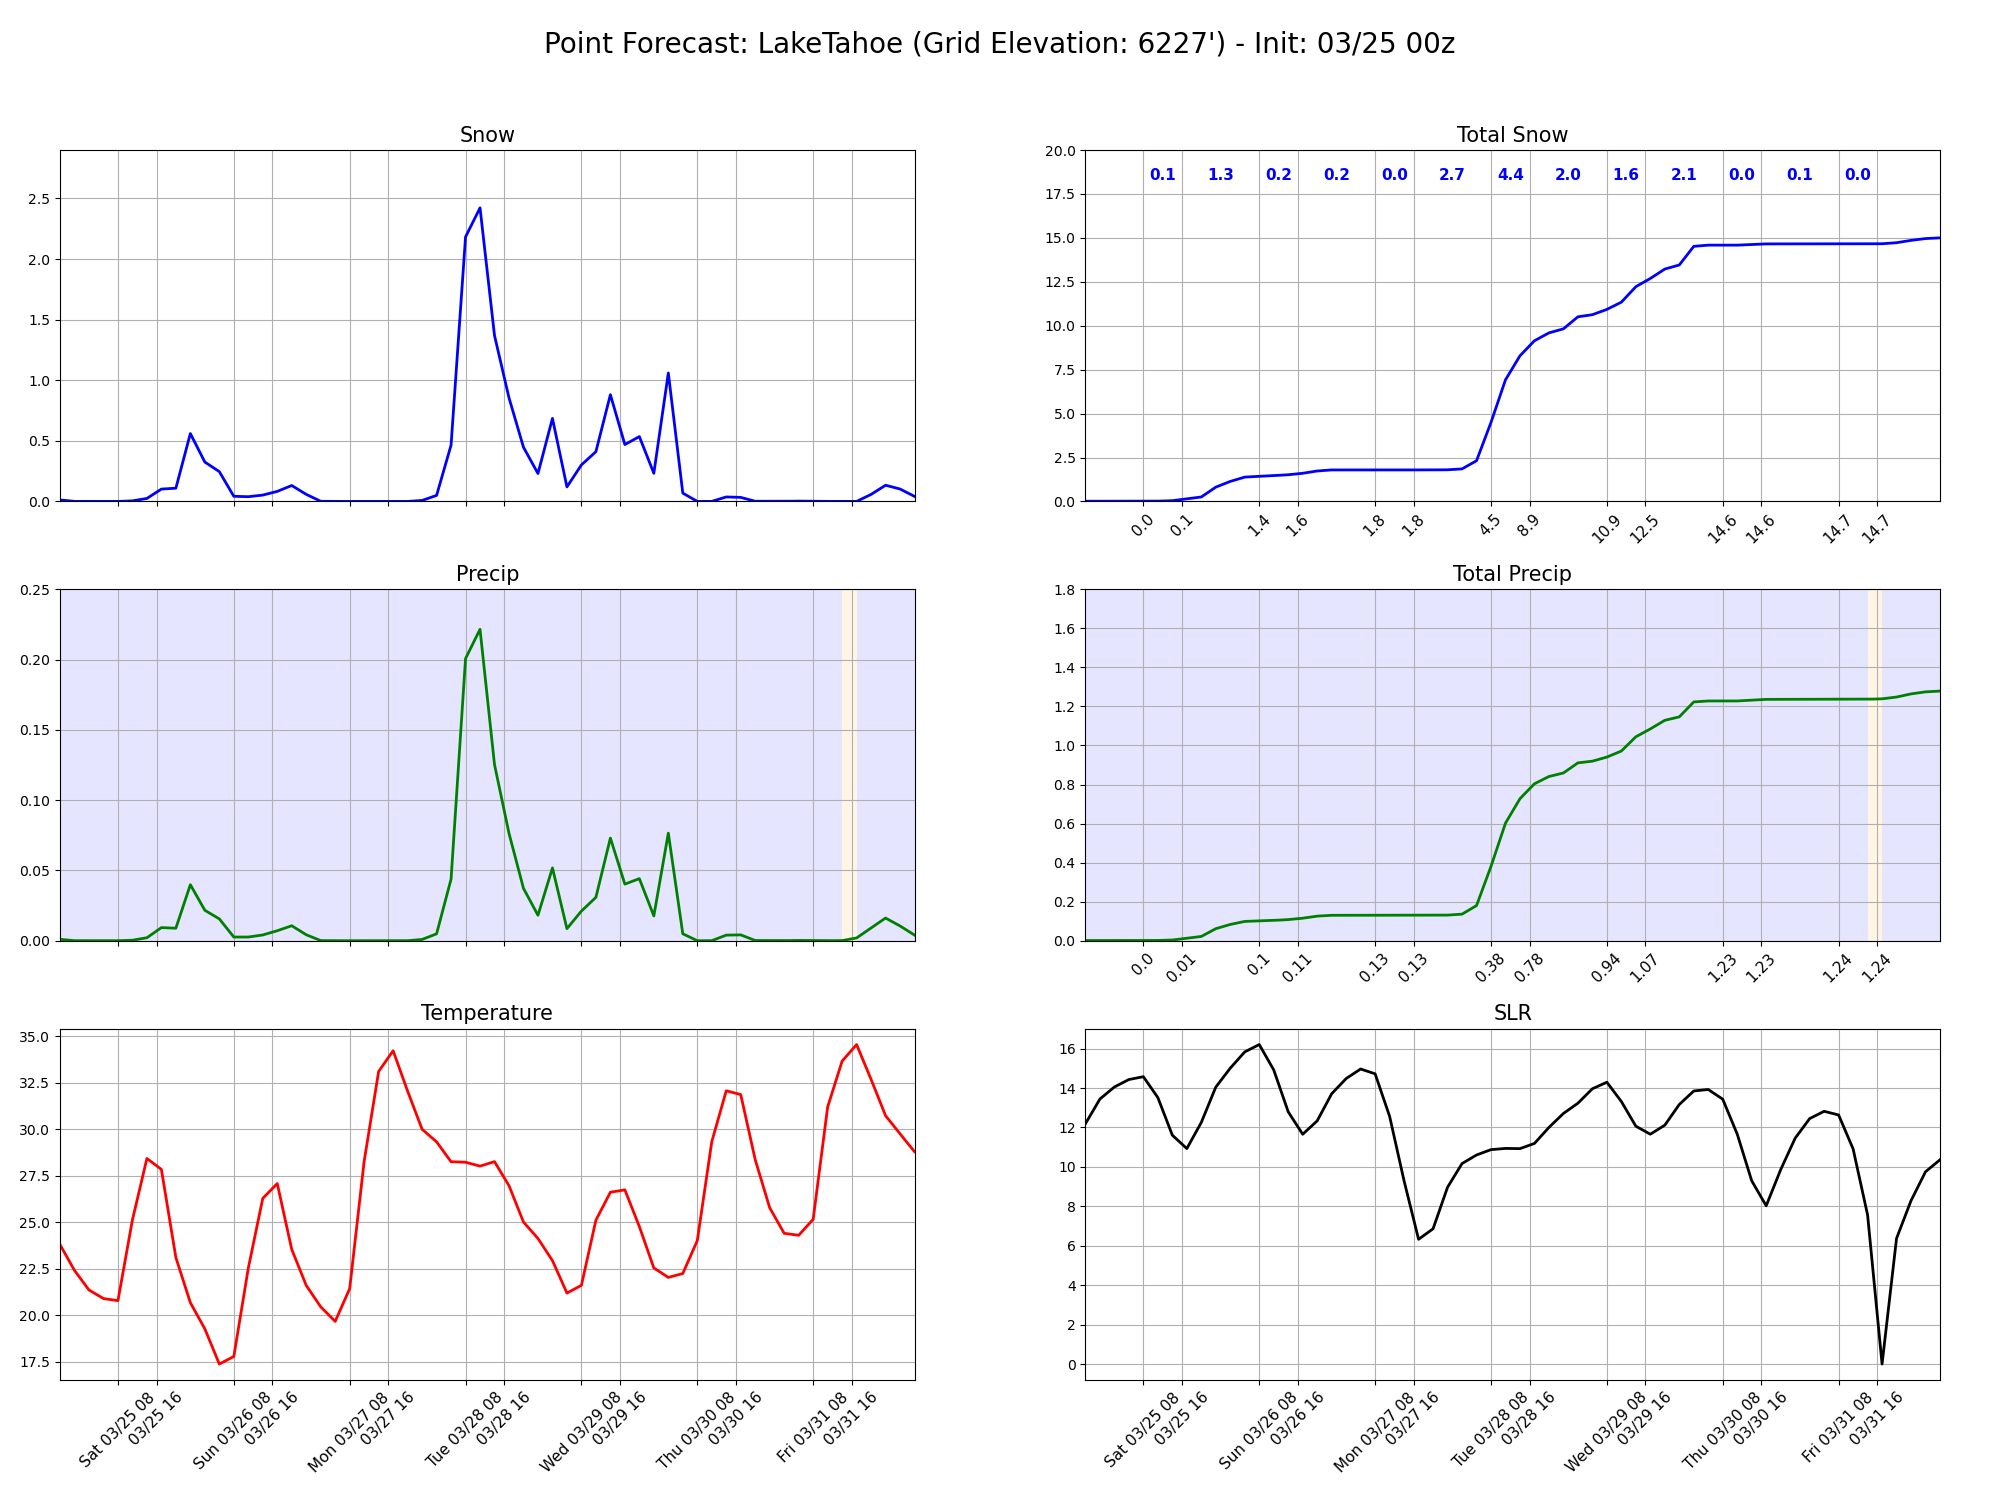 Point Forecast: LakeTahoe (Grid Elevation: 6227') - Init: 03/25 00z
Snow
2.5
2.0
1.5
1.0
0.5
0.0
Total Snow
20.0
17.5
15.0
12.5
10.0
7.5
5.0
2.5
0.0
0.1 1.3 0.2 0.2 0.0 2.7 4.4 2.0 1.6 2.1 0.0 0.1 0.0
0.0 0.1 1.4 1.6 1.8 1.8 4.5 8.9 10.9 12.5 14.6 14.6 14.7 14.7
Precip
0.25
0.20
0.15
0.10
0.05
0.00
Total Precip
1.8
1.6
1.4
1.2
1.0
0.8
0.6
0.4
0.2
0.0
0.0 0.01 0.1 0.11 0.13 0.13 0.38 0.78 0.94 1.07 1.23 1.23 1.24 1.24
Temperature
35.0
32.5
30.0
27.5
25.0
22.5
20.0
17.5
Sat 03/25 08
03/25 16
Sun 03/26 08
03/26 16
Mon 03/27 08
03/27 16
Tue 03/28 08
03/28 16
Wed 03/29 08
03/29 16
Thu 03/30 08
03/30 16
Fri 03/31 08
03/31 16
SLR
16
14
12
10
8
6
4
2
0
Sat 03/25 08
03/25 16
Sun 03/26 08
03/26 16
Mon 03/27 08
03/27 16
Tue 03/28 08
03/28 16
Wed 03/29 08
03/29 16
Thu 03/30 08
03/30 16
Fri 03/31 08
03/31 16